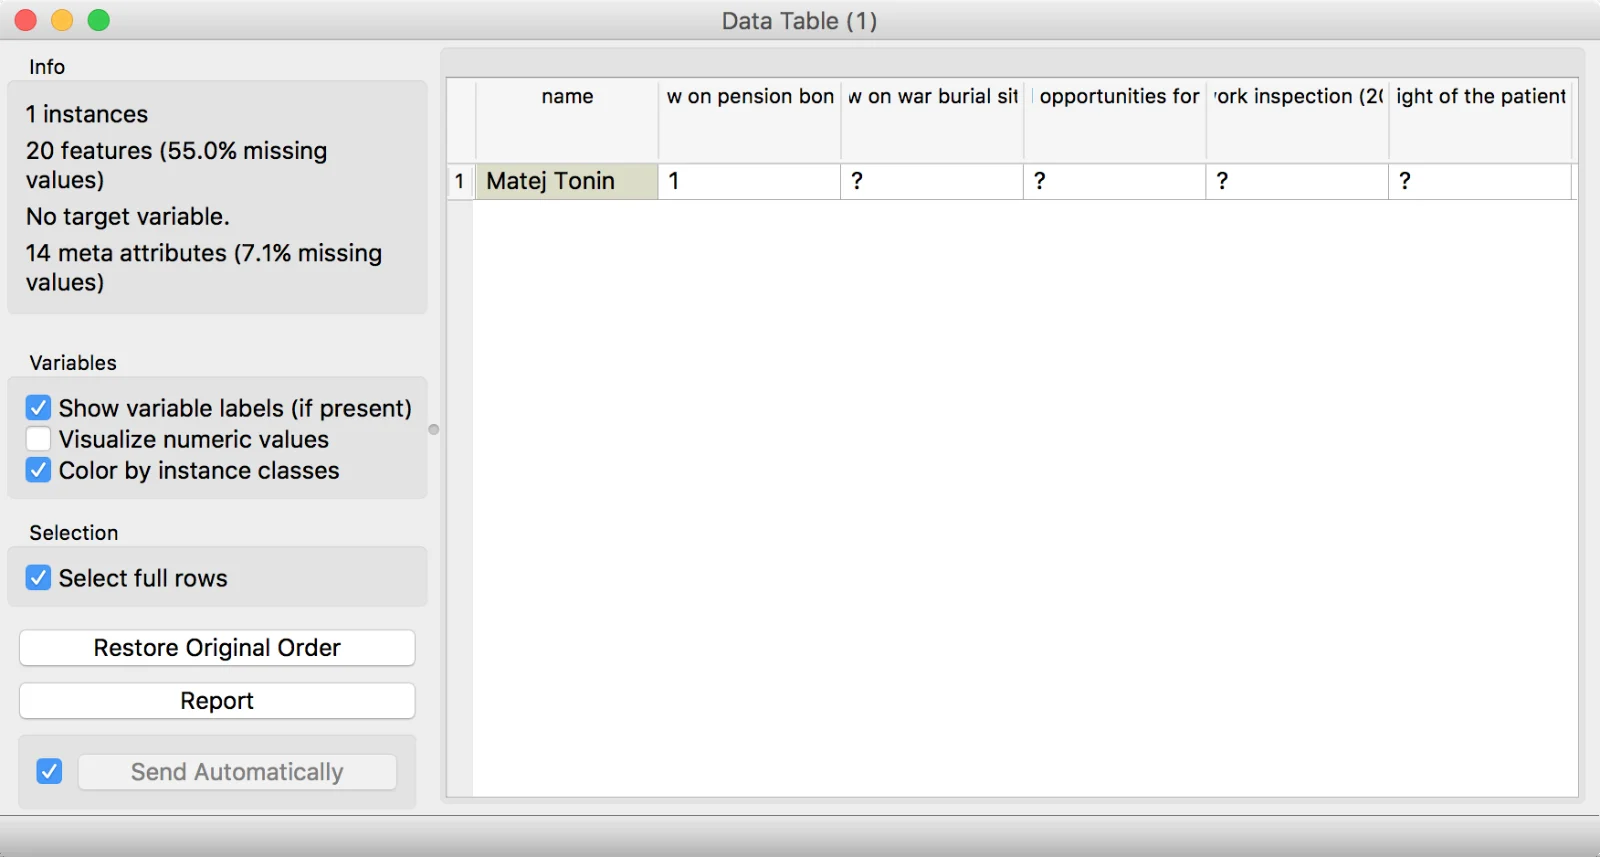 Data Table (1)
Info
1 instances
20 features (55.0% missing
values)
No target variable.
14 meta attributes (7.1% missing
values)
Variables
Show variable labels (if present)
Visualize numeric values
Color by instance classes
Selection
Select full rows
Restore Original Order
Report
Send Automatically
name w on pension bon w on war burial sit opportunities for ork inspection (20 ight of the patient
1 Matej Tonin 1 ? ? ? ?